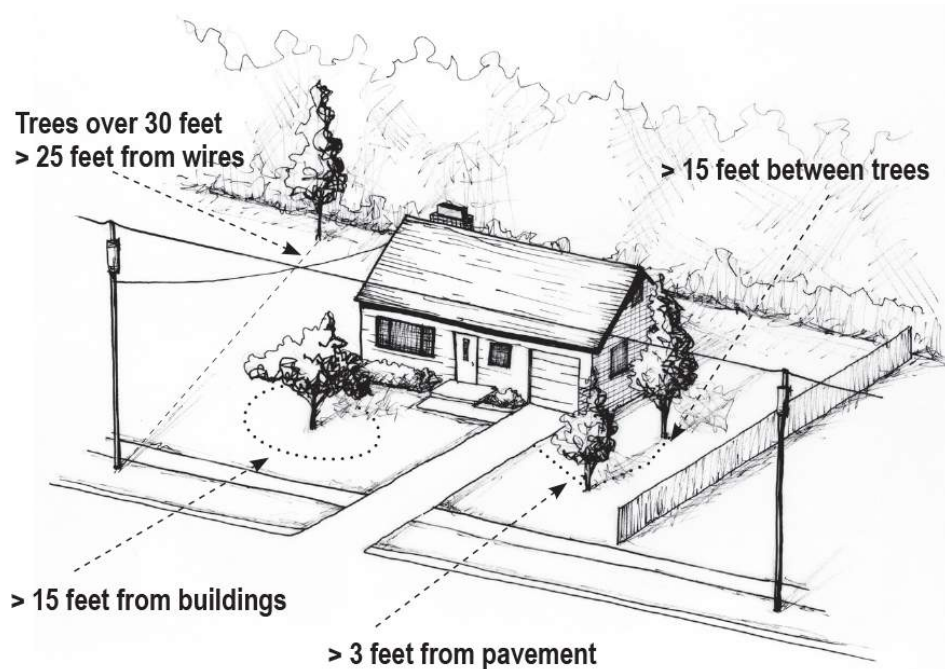 Trees over 30 feet
> 25 feet from wires
> 15 feet between trees
> 15 feet from buildings
> 3 feet from pavement